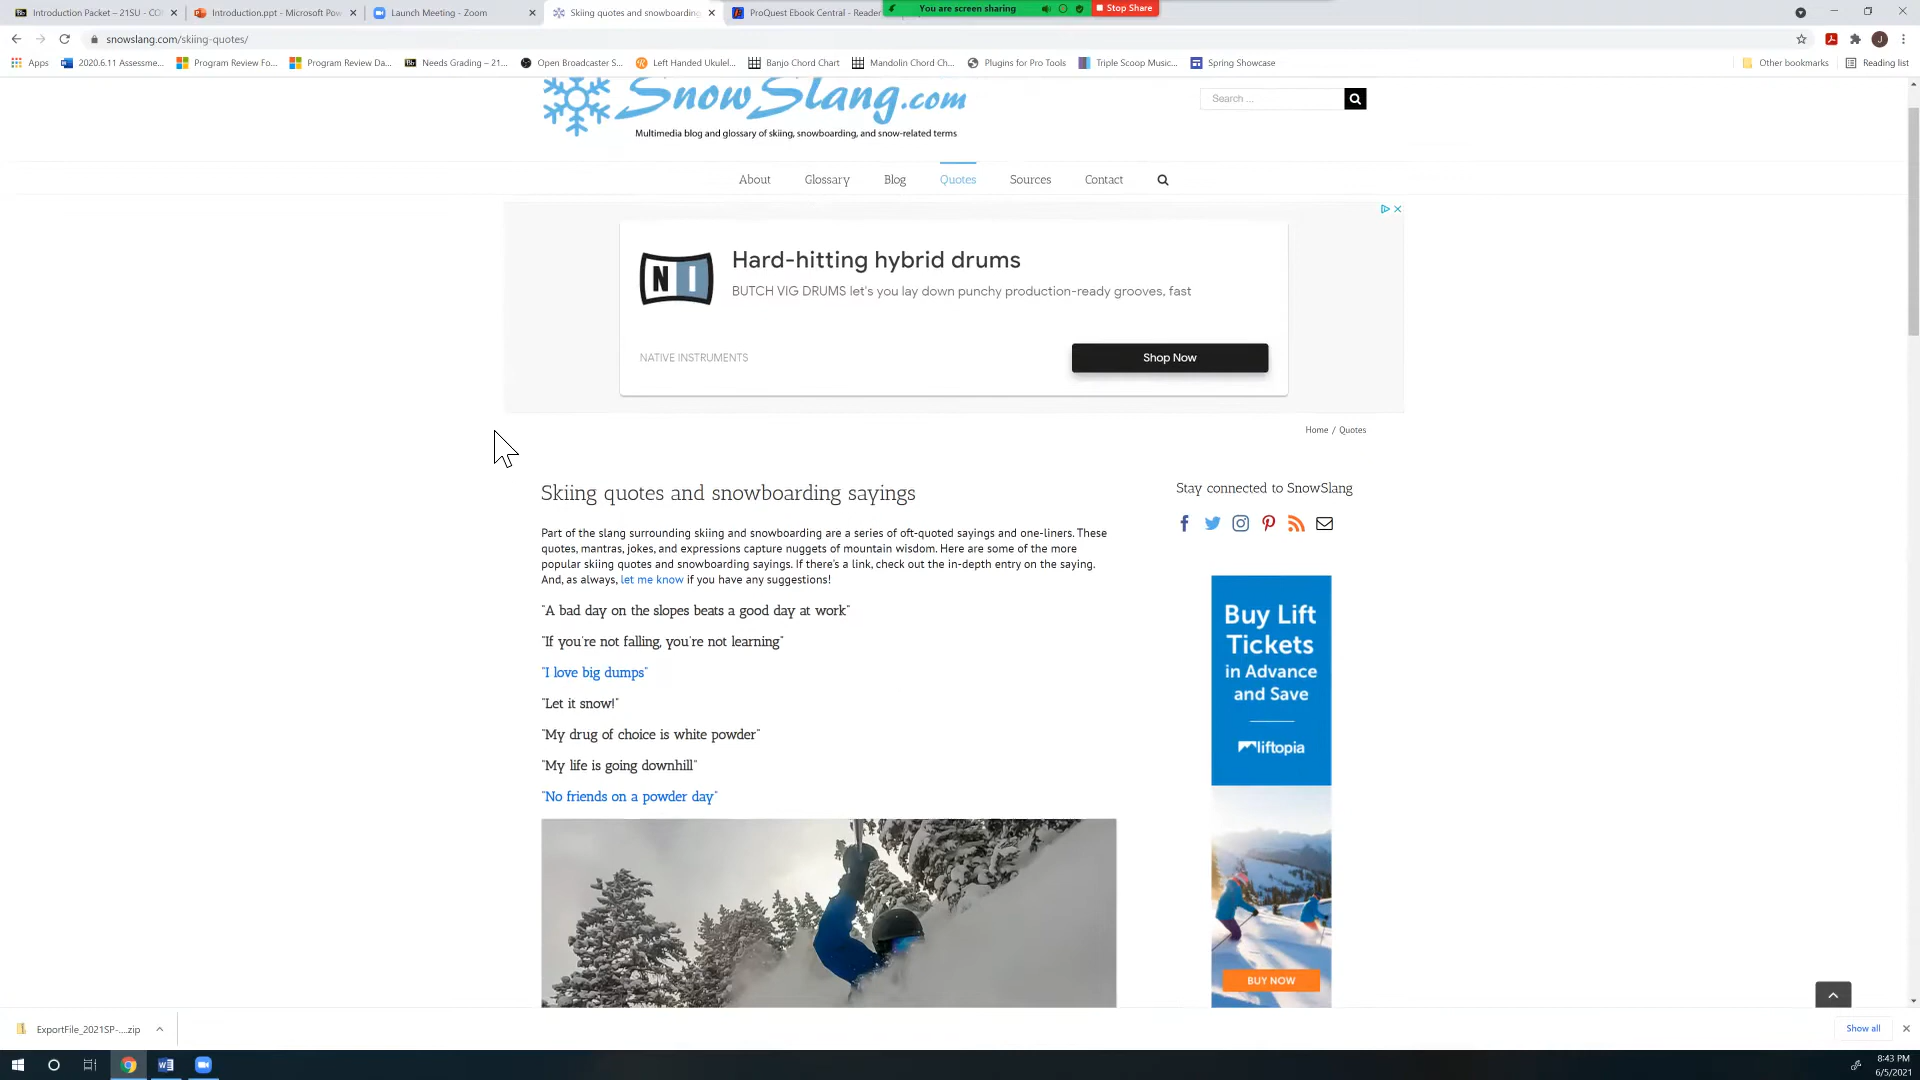 Introduction Packet – 21SU - CO
Introduction.ppt - Microsoft Pow
Launch Meeting - Zoom
Skiing quotes and snowboarding
ProQuest Ebook Central - Reader
You are screen sharing
Stop Share
snowslang.com/skiing-quotes/
Apps
2020.6.11 Assessme...
Program Review Fo...
Program Review Da...
Needs Grading – 21...
Open Broadcaster S...
Left Handed Ukulel...
Banjo Chord Chart
Mandolin Chord Ch...
Plugins for Pro Tools
Triple Scoop Music...
Spring Showcase
Other bookmarks
Reading list
SnowSlang.com
Multimedia blog and glossary of skiing, snowboarding, and snow-related terms
Search ...
About Glossary Blog Quotes Sources Contact
NI
Hard-hitting hybrid drums
BUTCH VIG DRUMS let's you lay down punchy production-ready grooves, fast
NATIVE INSTRUMENTS
Shop Now
Home / Quotes
Skiing quotes and snowboarding sayings
Part of the slang surrounding skiing and snowboarding are a series of oft-quoted sayings and one-liners. These
quotes, mantras, jokes, and expressions capture nuggets of mountain wisdom. Here are some of the more
popular skiing quotes and snowboarding sayings. If there's a link, check out the in-depth entry on the saying.
And, as always, let me know if you have any suggestions!
"A bad day on the slopes beats a good day at work"
"If you're not falling, you're not learning"
"I love big dumps"
"Let it snow!"
"My drug of choice is white powder"
"My life is going downhill"
"No friends on a powder day"
Stay connected to SnowSlang
Buy Lift
Tickets
in Advance
and Save
liftopia
BUY NOW
ExportFile_2021SP-....zip
Show all
8:43 PM
6/5/2021